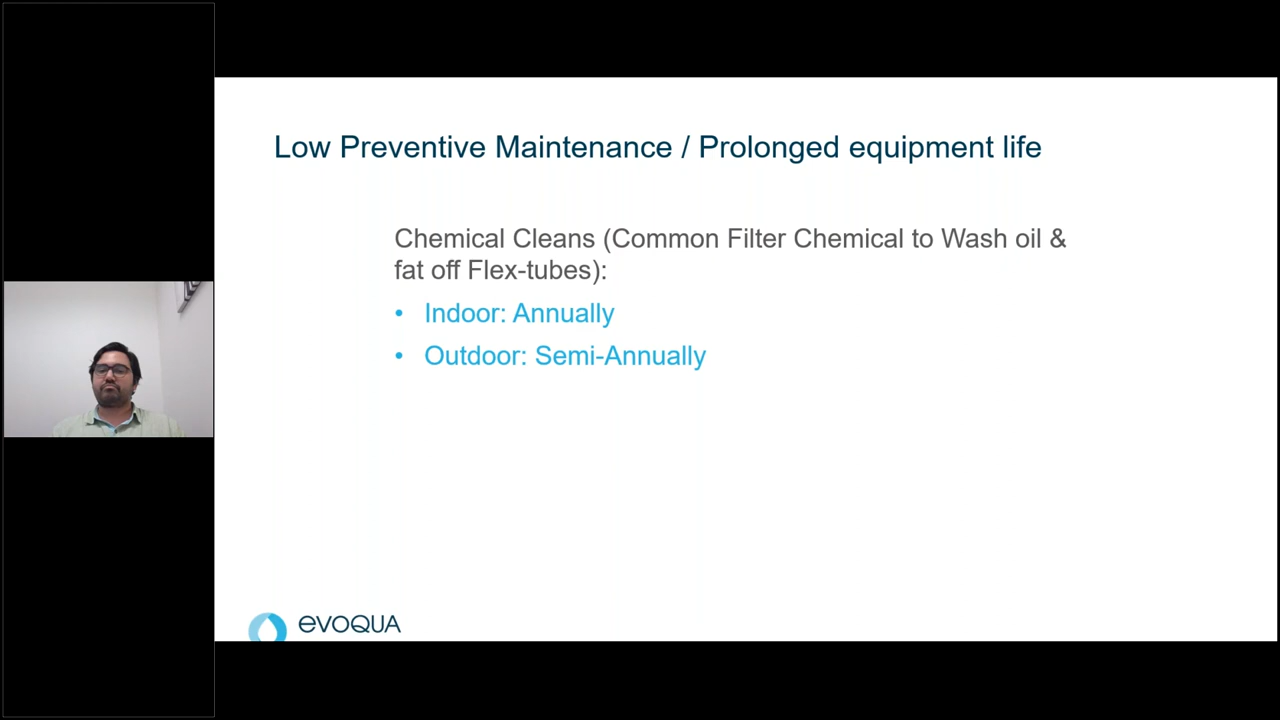 Low Preventive Maintenance / Prolonged equipment life
Chemical Cleans (Common Filter Chemical to Wash oil &
fat off Flex-tubes):
• Indoor: Annually
• Outdoor: Semi-Annually
evoqua